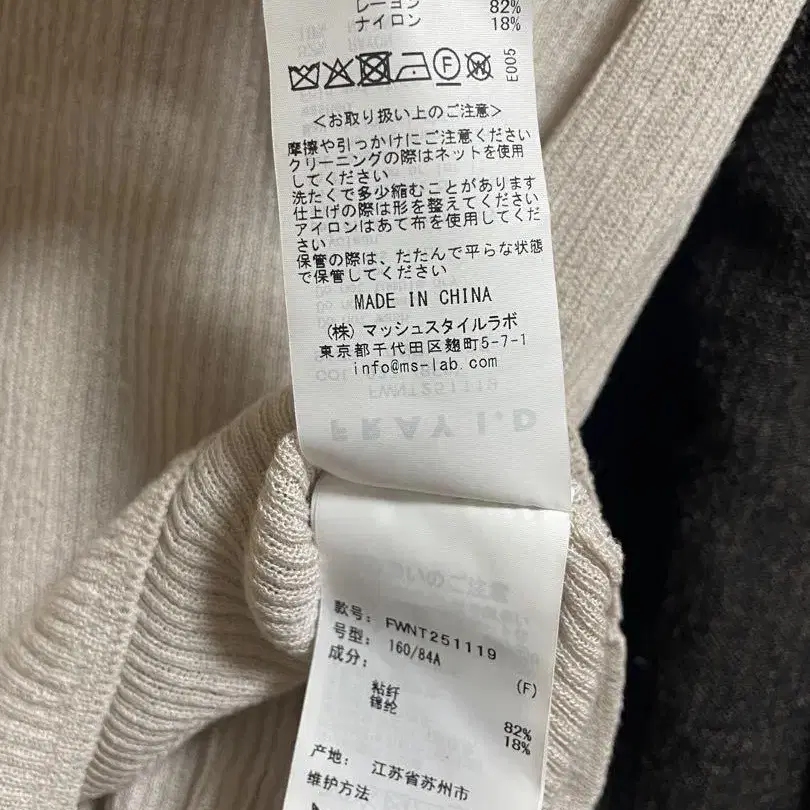 レーヨン 82%
ナイロン 18%
F W E005
<お取り扱い上のご注意>
摩擦や引っかけにご注意ください
クリーニングの際はネットを使用
してください
洗たくで多少縮むことがあります
仕上げの際は形を整えてください
アイロンはあて布を使用してくだ
さい
保管の際は、たたんで平らな状態
で保管してください
MADE IN CHINA
(株) マッシュスタイルラボ
東京都千代田区麹町5-7-1
info@ms-lab.com
FWNT251119
FRAY I.D
扱いのご注意
款号: FWNT251119
号型: 160/84A
成分: (F)
粘纤 82%
锦纶 18%
产地: 江苏省苏州市
维护方法